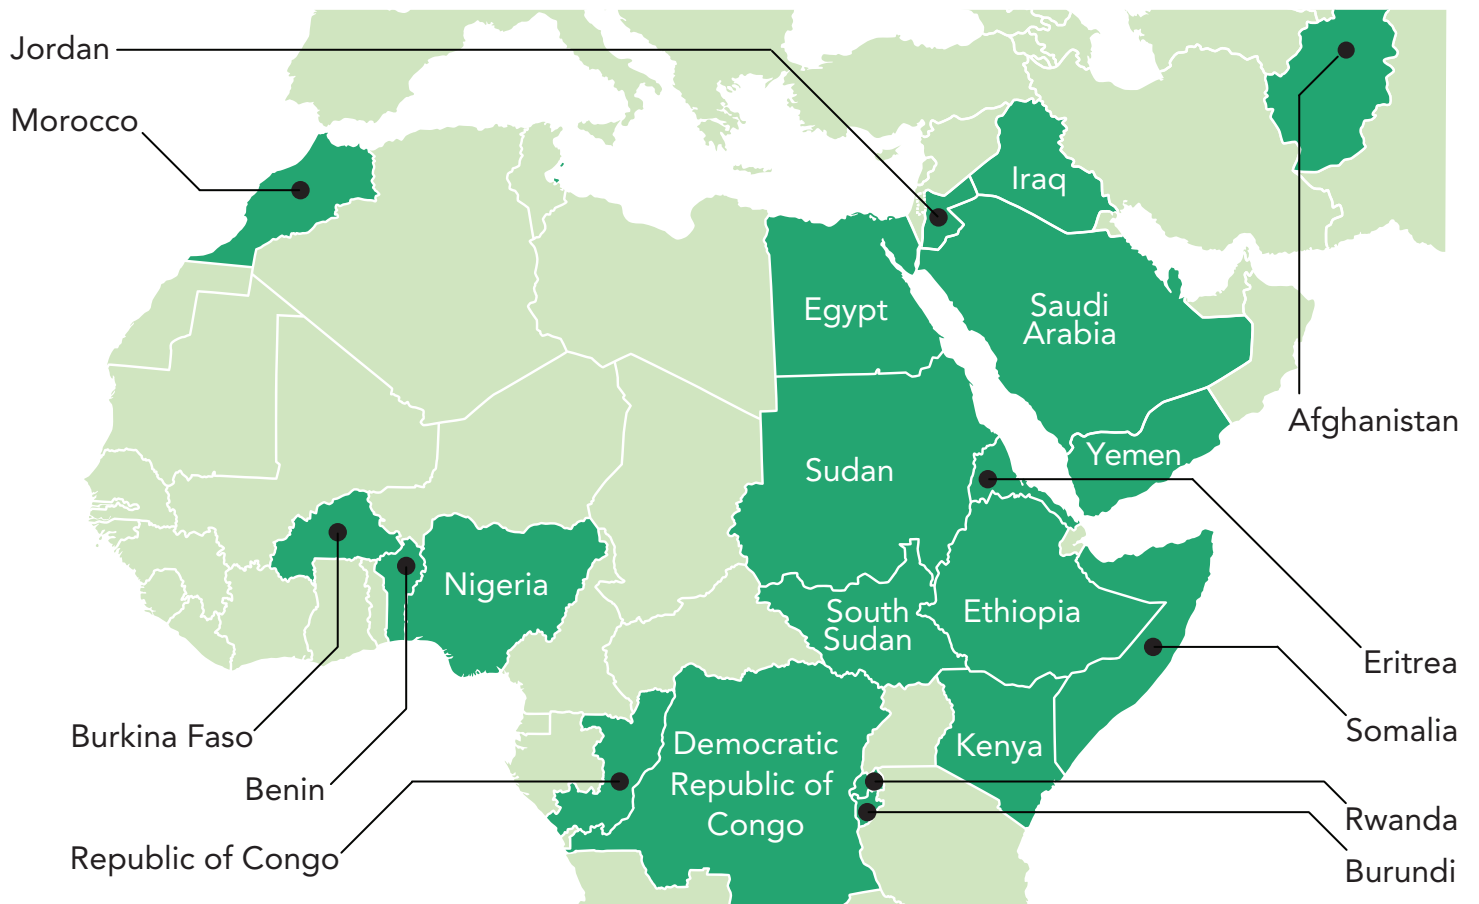 Jordan
Morocco
Iraq
Egypt
Saudi
Arabia
Afghanistan
Yemen
Sudan
Nigeria
South
Sudan
Ethiopia
Eritrea
Somalia
Burkina Faso
Democratic
Republic of
Congo
Kenya
Benin
Rwanda
Republic of Congo
Burundi